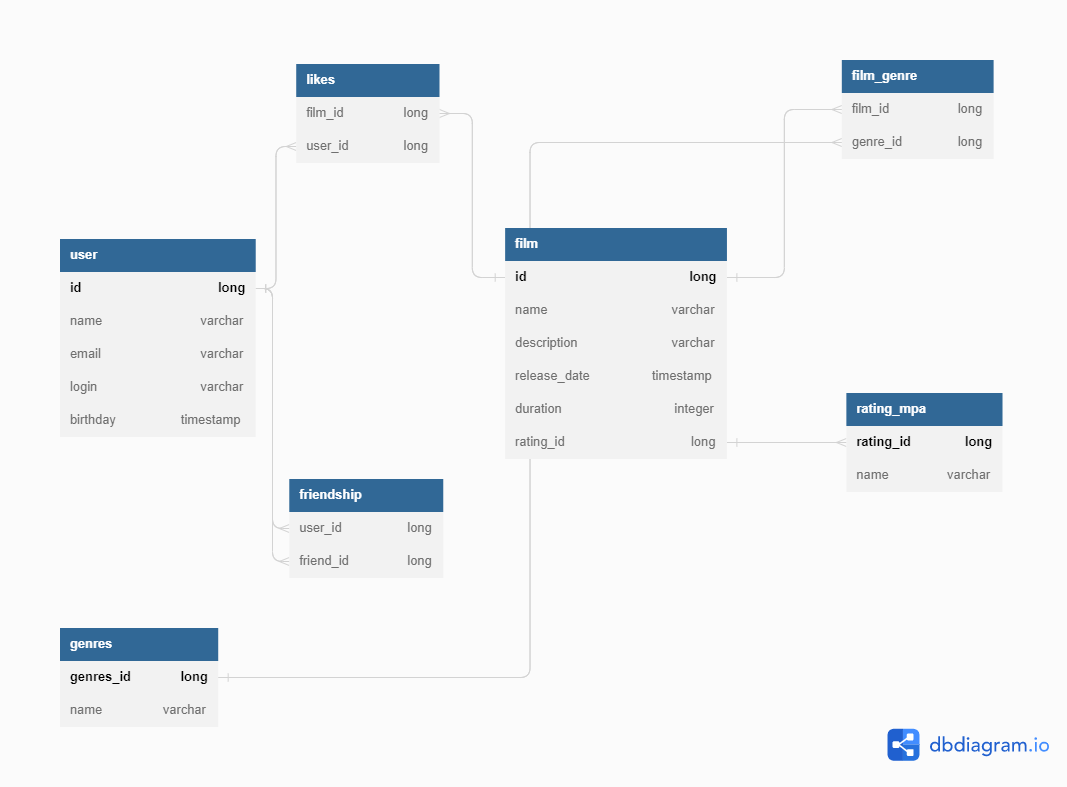 likes
film_id long
user_id long
film_genre
film_id long
genre_id long
user
id long
name varchar
email varchar
login varchar
birthday timestamp
film
id long
name varchar
description varchar
release_date timestamp
duration integer
rating_id long
rating_mpa
rating_id long
name varchar
friendship
user_id long
friend_id long
genres
genres_id long
name varchar
dbdiagram.io